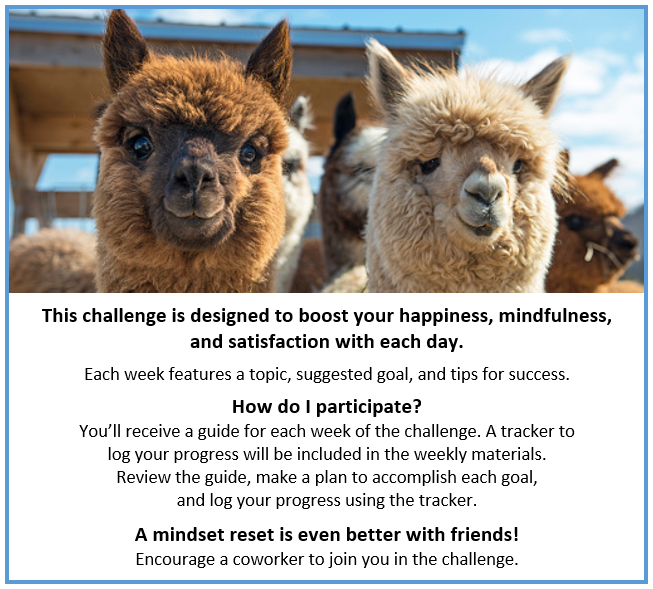 This challenge is designed to boost your happiness, mindfulness,
and satisfaction with each day.
Each week features a topic, suggested goal, and tips for success.
How do I participate?
You’ll receive a guide for each week of the challenge. A tracker to
log your progress will be included in the weekly materials.
Review the guide, make a plan to accomplish each goal,
and log your progress using the tracker.
A mindset reset is even better with friends!
Encourage a coworker to join you in the challenge.